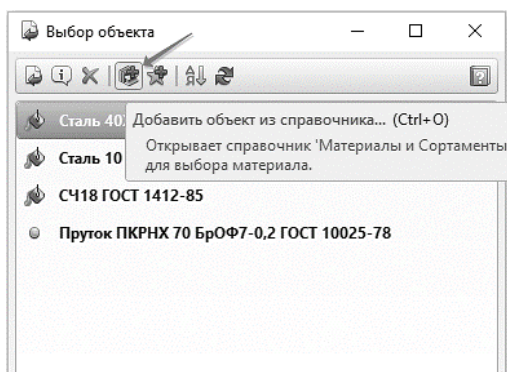 Выбор объекта
Сталь 40
Добавить объект из справочника... (Ctrl+O)
Открывает справочник 'Материалы и Сортаменты
для выбора материала.
Сталь 10
СЧ18 ГОСТ 1412-85
Пруток ПКРНХ 70 БрОФ7-0,2 ГОСТ 10025-78